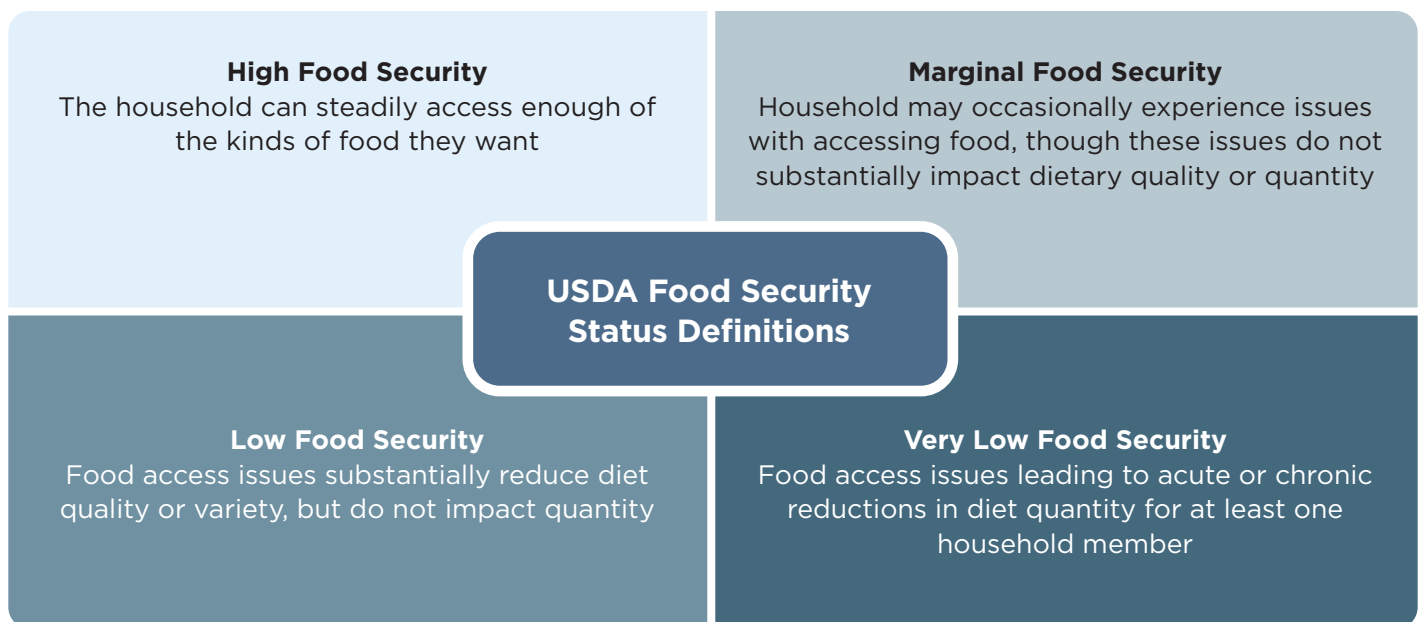 High Food Security
The household can steadily access enough of
the kinds of food they want
Marginal Food Security
Household may occasionally experience issues
with accessing food, though these issues do not
substantially impact dietary quality or quantity
USDA Food Security
Status Definitions
Low Food Security
Food access issues substantially reduce diet
quality or variety, but do not impact quantity
Very Low Food Security
Food access issues leading to acute or chronic
reductions in diet quantity for at least one
household member